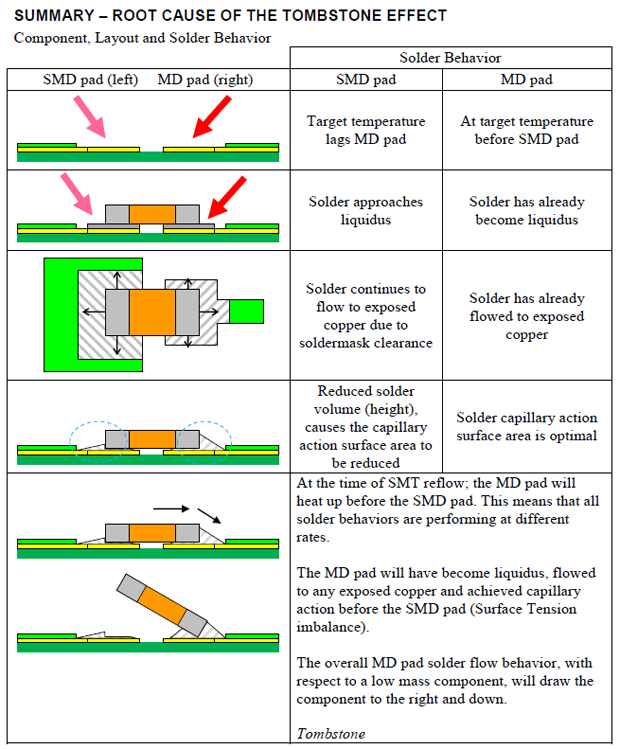 SUMMARY – ROOT CAUSE OF THE TOMBSTONE EFFECT
Component, Layout and Solder Behavior
Solder Behavior
SMD pad (left) MD pad (right)
SMD pad
MD pad
Target temperature
lags MD pad
At target temperature
before SMD pad
Solder approaches
liquidus
Solder has already
become liquidus
Solder continues to
flow to exposed
copper due to
soldermask clearance
Solder has already
flowed to exposed
copper
Reduced solder
volume (height),
causes the capillary
action surface area to
be reduced
Solder capillary action
surface area is optimal
At the time of SMT reflow; the MD pad will
heat up before the SMD pad. This means that all
solder behaviors are performing at different
rates.
The MD pad will have become liquidus, flowed
to any exposed copper and achieved capillary
action before the SMD pad (Surface Tension
imbalance).
The overall MD pad solder flow behavior, with
respect to a low mass component, will draw the
component to the right and down.
Tombstone